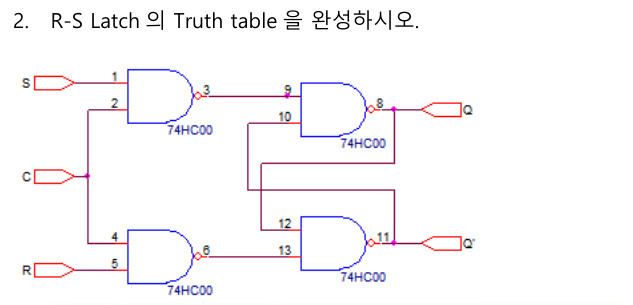 2. R-S Latch 의 Truth table 을 완성하시오.
S 1 3 9 8 Q
2 10
74HC00 74HC00
C
12
4 6 11 Q'
R 5 13
74HC00 74HC00